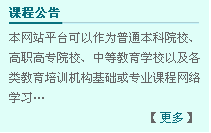 课程公告
本网站平台可以作为普通本科院校、
高职高专院校、中等教育学校以及各
类教育培训机构基础或专业课程网络
学习…
【更多】